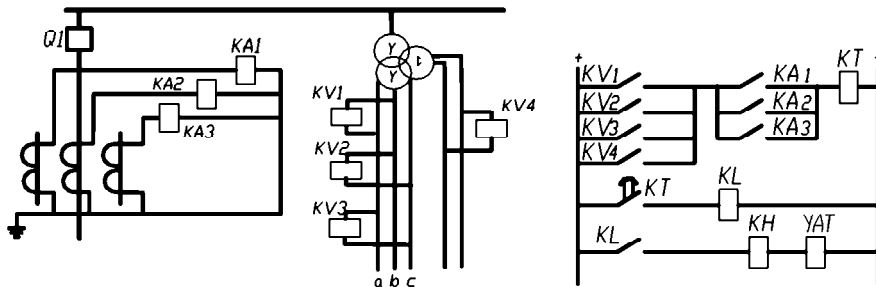 Q1
KA1
KA2
KA3
Y
Y
KV1
KV2
KV3
KV4
a b c
+ +
KV1 KA1 KT
KV2 KA2
KV3 KA3
KV4
KT KL
KL KH YAT